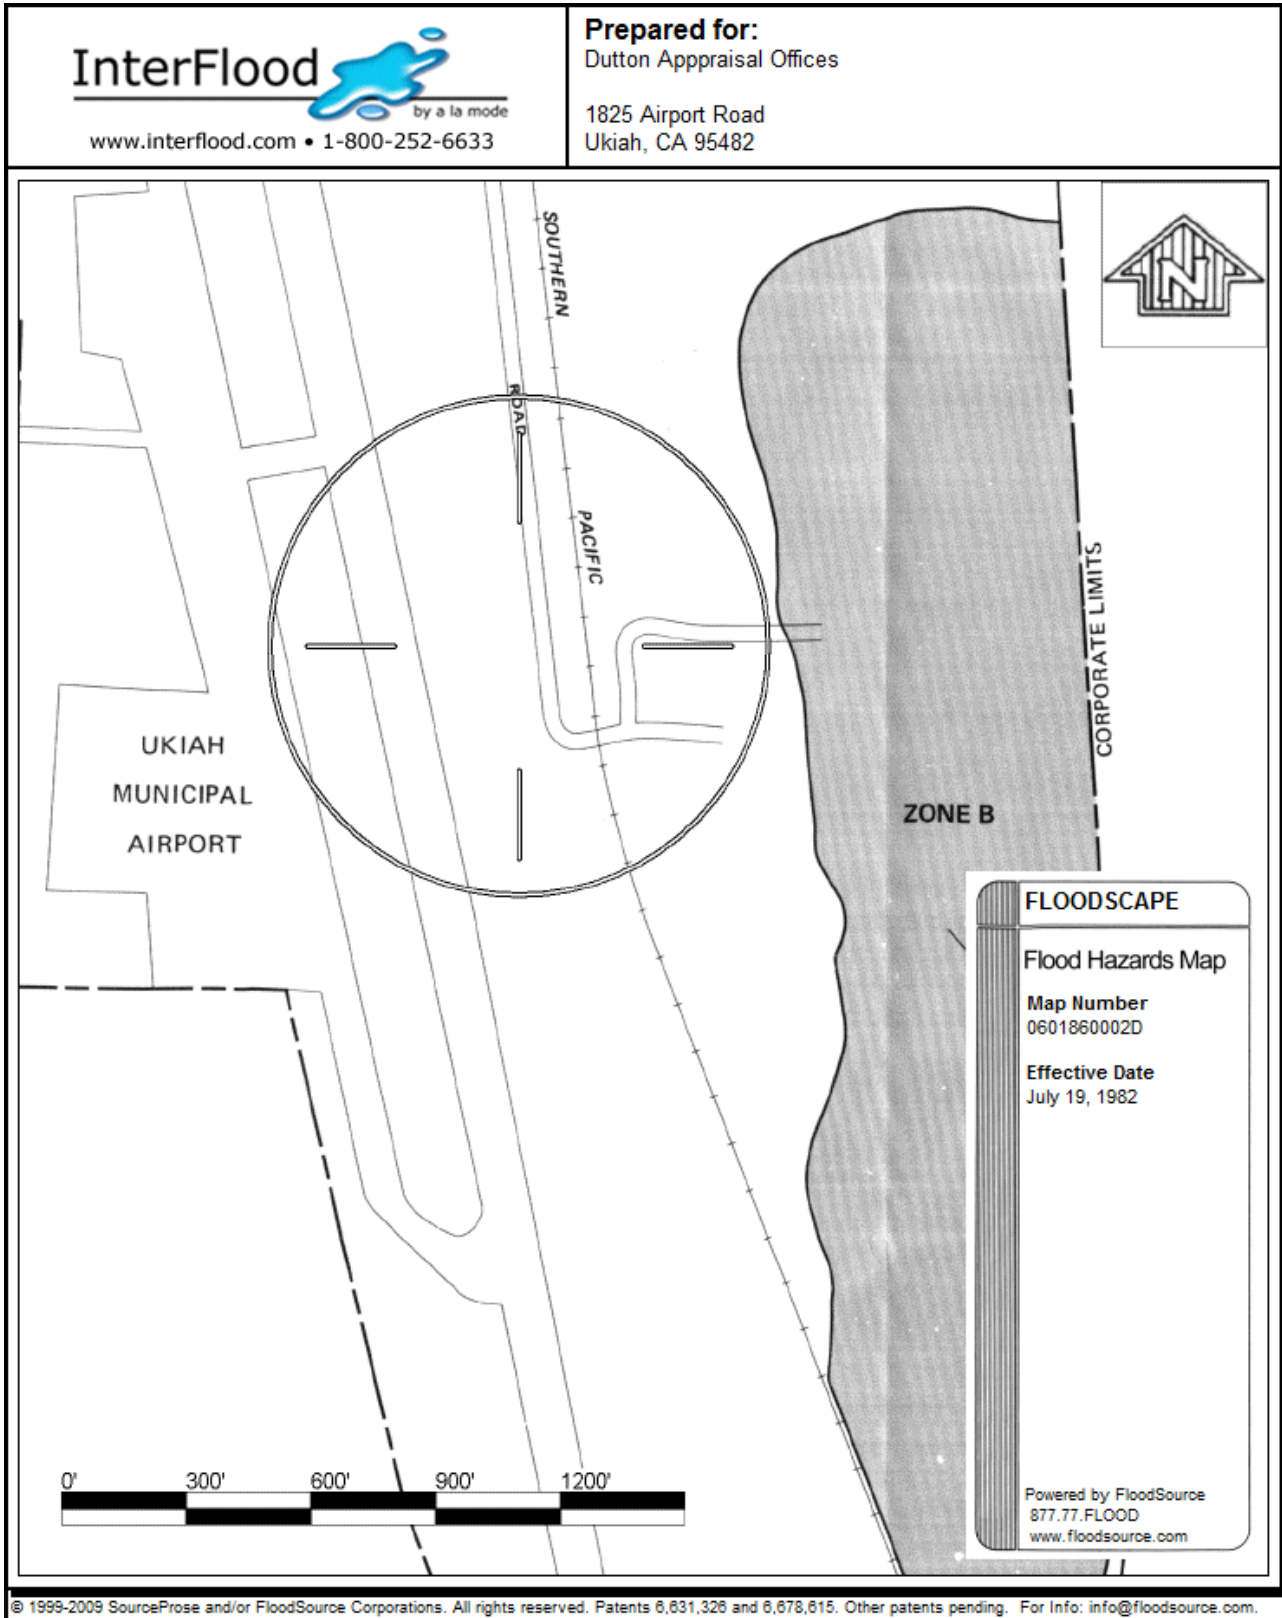 InterFlood
by a la mode
www.interflood.com • 1-800-252-6633
Prepared for:
Dutton Apppraisal Offices
1825 Airport Road
Ukiah, CA 95482
SOUTHERN
N
ROAD
PACIFIC
CORPORATE LIMITS
UKIAH
MUNICIPAL
AIRPORT
ZONE B
FLOODSCAPE
Flood Hazards Map
Map Number
0601860002D
Effective Date
July 19, 1982
0' 300' 600' 900' 1200'
Powered by FloodSource
877.77.FLOOD
www.floodsource.com
© 1999-2009 SourceProse and/or FloodSource Corporations. All rights reserved. Patents 6,631,326 and 6,678,615. Other patents pending. For Info: info@floodsource.com.